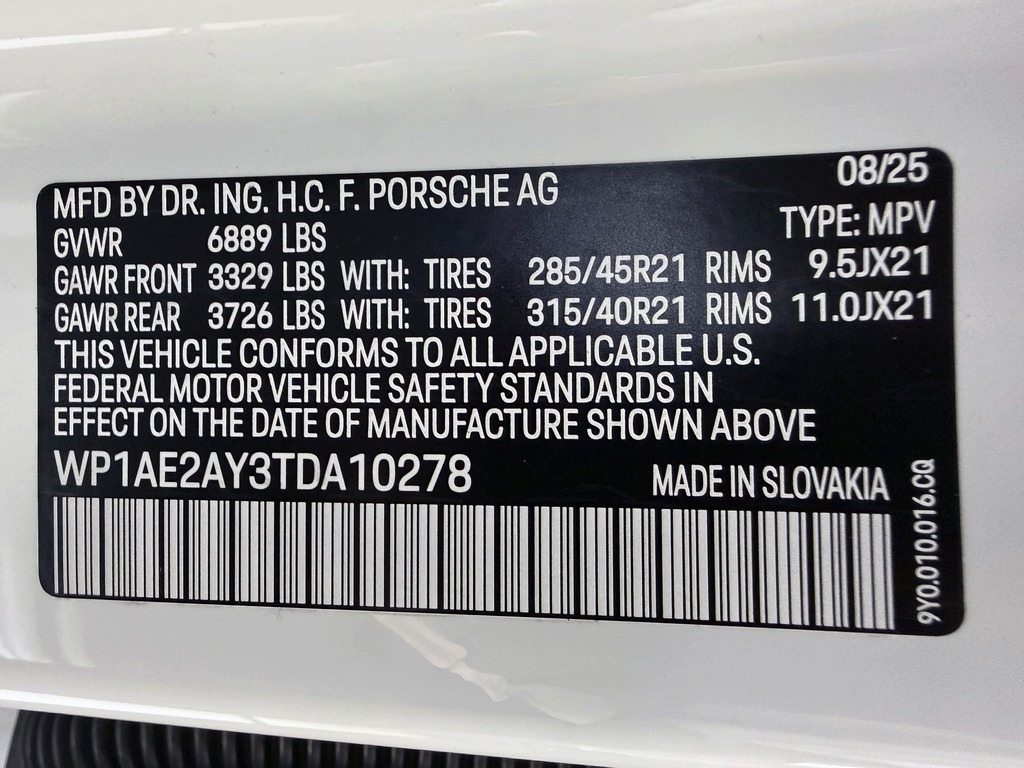 MFD BY DR. ING. H.C. F. PORSCHE AG 08/25
GVWR 6889 LBS TYPE: MPV
GAWR FRONT 3329 LBS WITH: TIRES 285/45R21 RIMS 9.5JX21
GAWR REAR 3726 LBS WITH: TIRES 315/40R21 RIMS 11.0JX21
THIS VEHICLE CONFORMS TO ALL APPLICABLE U.S.
FEDERAL MOTOR VEHICLE SAFETY STANDARDS IN
EFFECT ON THE DATE OF MANUFACTURE SHOWN ABOVE
WP1AE2AY3TDA10278 MADE IN SLOVAKIA
9Y0.010.016.CQ